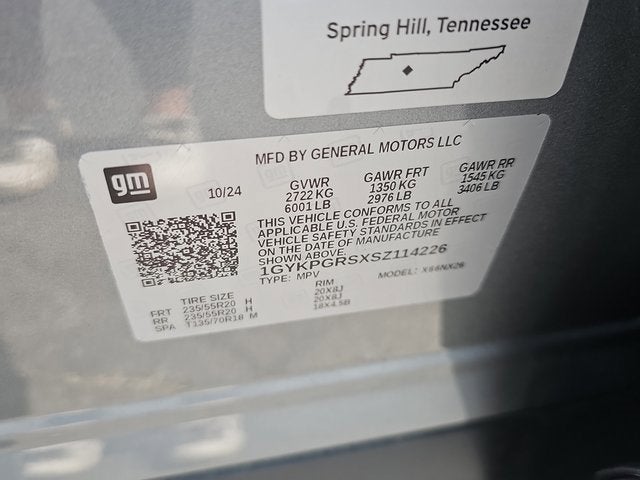 Spring Hill, Tennessee
MFD BY GENERAL MOTORS LLC
gm
10/24
GVWR
2722 KG
6001 LB
GAWR FRT
1350 KG
2976 LB
GAWR RR
1545 KG
3406 LB
THIS VEHICLE CONFORMS TO ALL
APPLICABLE U.S. FEDERAL MOTOR
VEHICLE SAFETY STANDARDS IN EFFECT
ON THE DATE OF MANUFACTURE
SHOWN ABOVE.
1GYKPGRSXSZ114226
TYPE: MPV MODEL: X66NX26
TIRE SIZE RIM
FRT 235/55R20 H 20X8J
RR 235/55R20 H 20X8J
SPA T135/70R18 M 18X4.5B